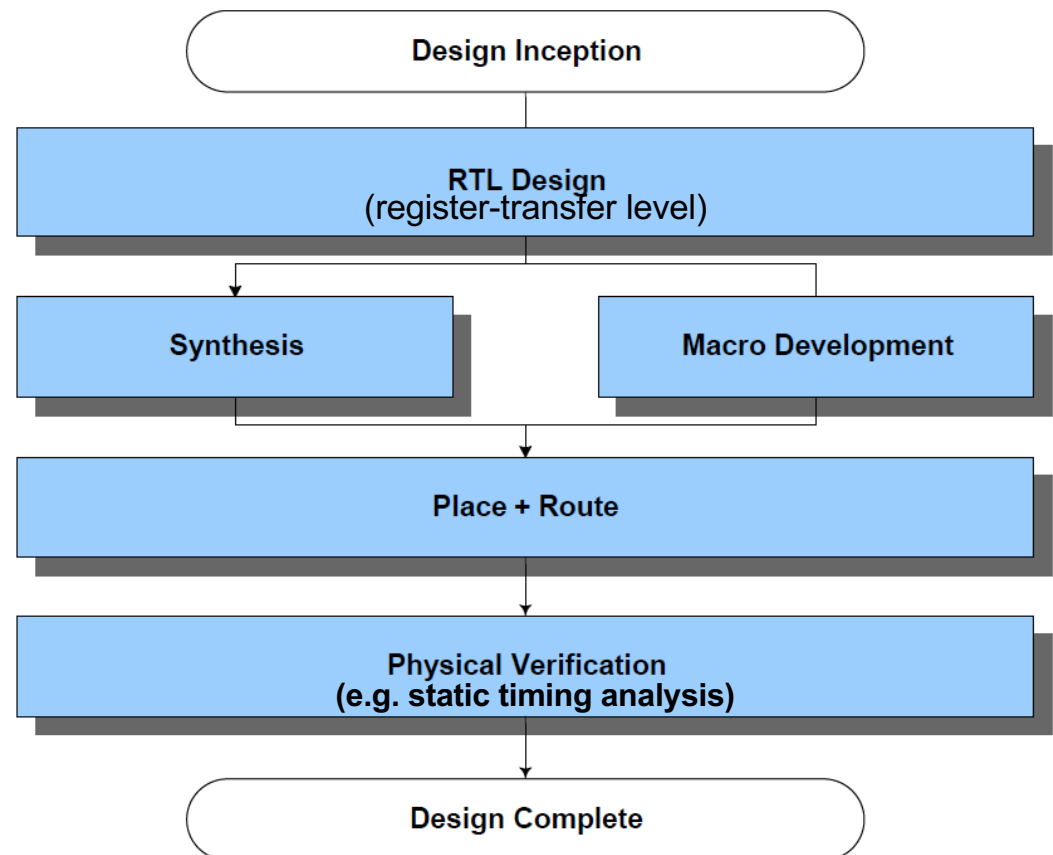 Design Inception
RTL Design
(register-transfer level)
Synthesis
Macro Development
Place + Route
Physical Verification
(e.g. static timing analysis)
Design Complete